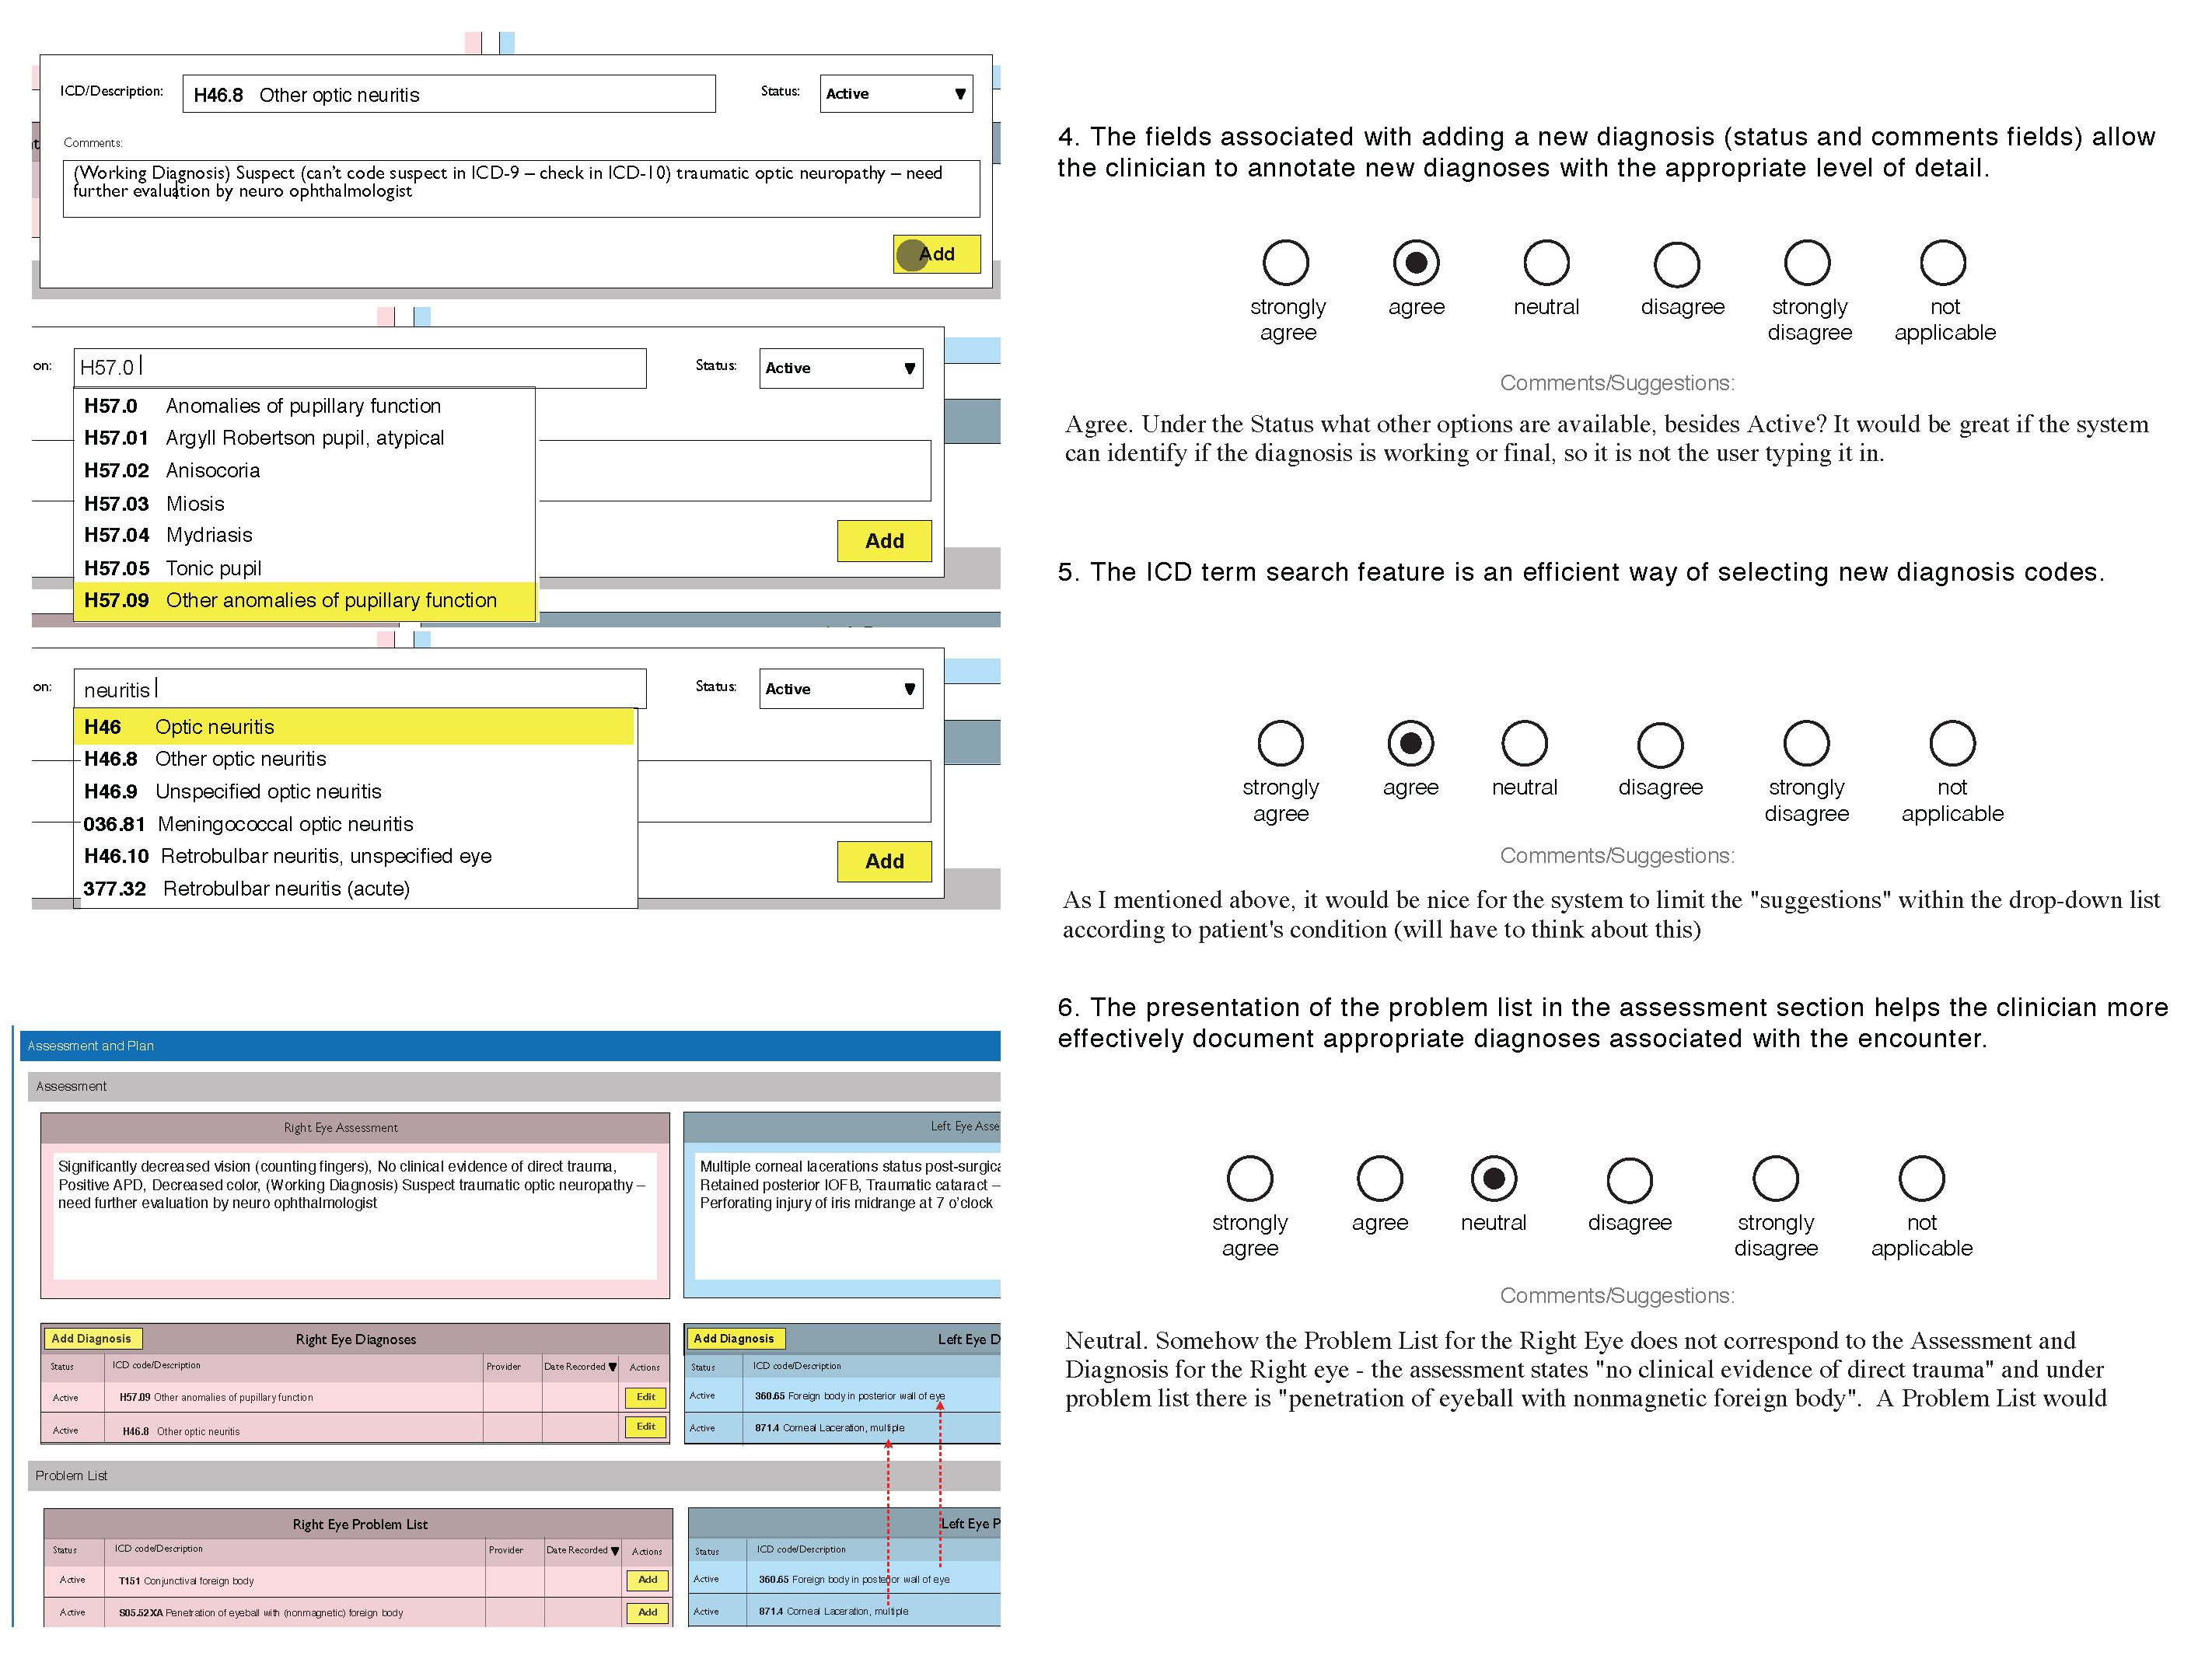 ICD/Description: H46.8 Other optic neuritis Status: Active
Comments:
(Working Diagnosis) Suspect (can't code suspect in ICD-9 – check in ICD-10) traumatic optic neuropathy – need
further evaluation by neuro ophthalmologist
Add
on: H57.0 Status: Active
H57.0 Anomalies of pupillary function
H57.01 Argyll Robertson pupil, atypical
H57.02 Anisocoria
H57.03 Miosis
H57.04 Mydriasis
H57.05 Tonic pupil
H57.09 Other anomalies of pupillary function
Add
on: neuritis Status: Active
H46 Optic neuritis
H46.8 Other optic neuritis
H46.9 Unspecified optic neuritis
036.81 Meningococcal optic neuritis
H46.10 Retrobulbar neuritis, unspecified eye
377.32 Retrobulbar neuritis (acute)
Add
Assessment and Plan
Assessment
Right Eye Assessment
Significantly decreased vision (counting fingers), No clinical evidence of direct trauma,
Positive APD, Decreased color, (Working Diagnosis) Suspect traumatic optic neuropathy –
need further evaluation by neuro ophthalmologist
Left Eye Asse
Multiple corneal lacerations status post-surgica
Retained posterior IOFB, Traumatic cataract –
Perforating injury of iris midrange at 7 o'clock
Add Diagnosis Right Eye Diagnoses
Status ICD code/Description Provider Date Recorded Actions
Active H57.09 Other anomalies of pupillary function Edit
Active H46.8 Other optic neuritis Edit
Add Diagnosis Left Eye D
Status ICD code/Description
Active 360.65 Foreign body in posterior wall of eye
Active 871.4 Corneal Laceration, multiple
Problem List
Right Eye Problem List
Status ICD code/Description Provider Date Recorded Actions
Active T151 Conjunctival foreign body Add
Active S05.52XA Penetration of eyeball with (nonmagnetic) foreign body Add
Left Eye P
Status ICD code/Description
Active 360.65 Foreign body in posterior wall of eye
Active 871.4 Corneal Laceration, multiple
4. The fields associated with adding a new diagnosis (status and comments fields) allow
the clinician to annotate new diagnoses with the appropriate level of detail.
strongly agree agree neutral disagree strongly disagree not applicable
Comments/Suggestions:
Agree. Under the Status what other options are available, besides Active? It would be great if the system
can identify if the diagnosis is working or final, so it is not the user typing it in.
5. The ICD term search feature is an efficient way of selecting new diagnosis codes.
strongly agree agree neutral disagree strongly disagree not applicable
Comments/Suggestions:
As I mentioned above, it would be nice for the system to limit the "suggestions" within the drop-down list
according to patient's condition (will have to think about this)
6. The presentation of the problem list in the assessment section helps the clinician more
effectively document appropriate diagnoses associated with the encounter.
strongly agree agree neutral disagree strongly disagree not applicable
Comments/Suggestions:
Neutral. Somehow the Problem List for the Right Eye does not correspond to the Assessment and
Diagnosis for the Right eye - the assessment states "no clinical evidence of direct trauma" and under
problem list there is "penetration of eyeball with nonmagnetic foreign body". A Problem List would